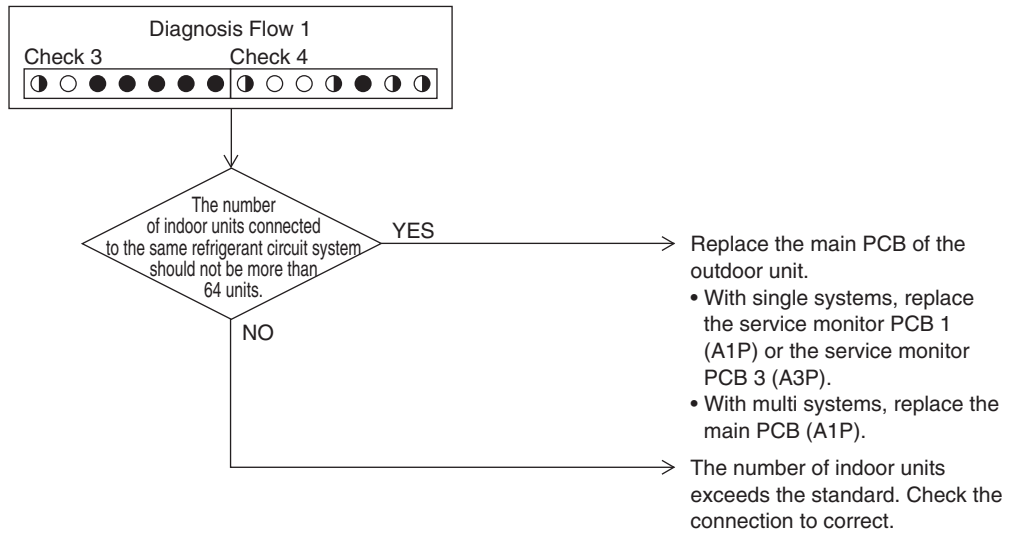 Diagnosis Flow 1
Check 3 Check 4
The number
of indoor units connected
to the same refrigerant circuit system
should not be more than
64 units.
YES
NO
Replace the main PCB of the
outdoor unit.
• With single systems, replace
the service monitor PCB 1
(A1P) or the service monitor
PCB 3 (A3P).
• With multi systems, replace the
main PCB (A1P).
The number of indoor units
exceeds the standard. Check the
connection to correct.